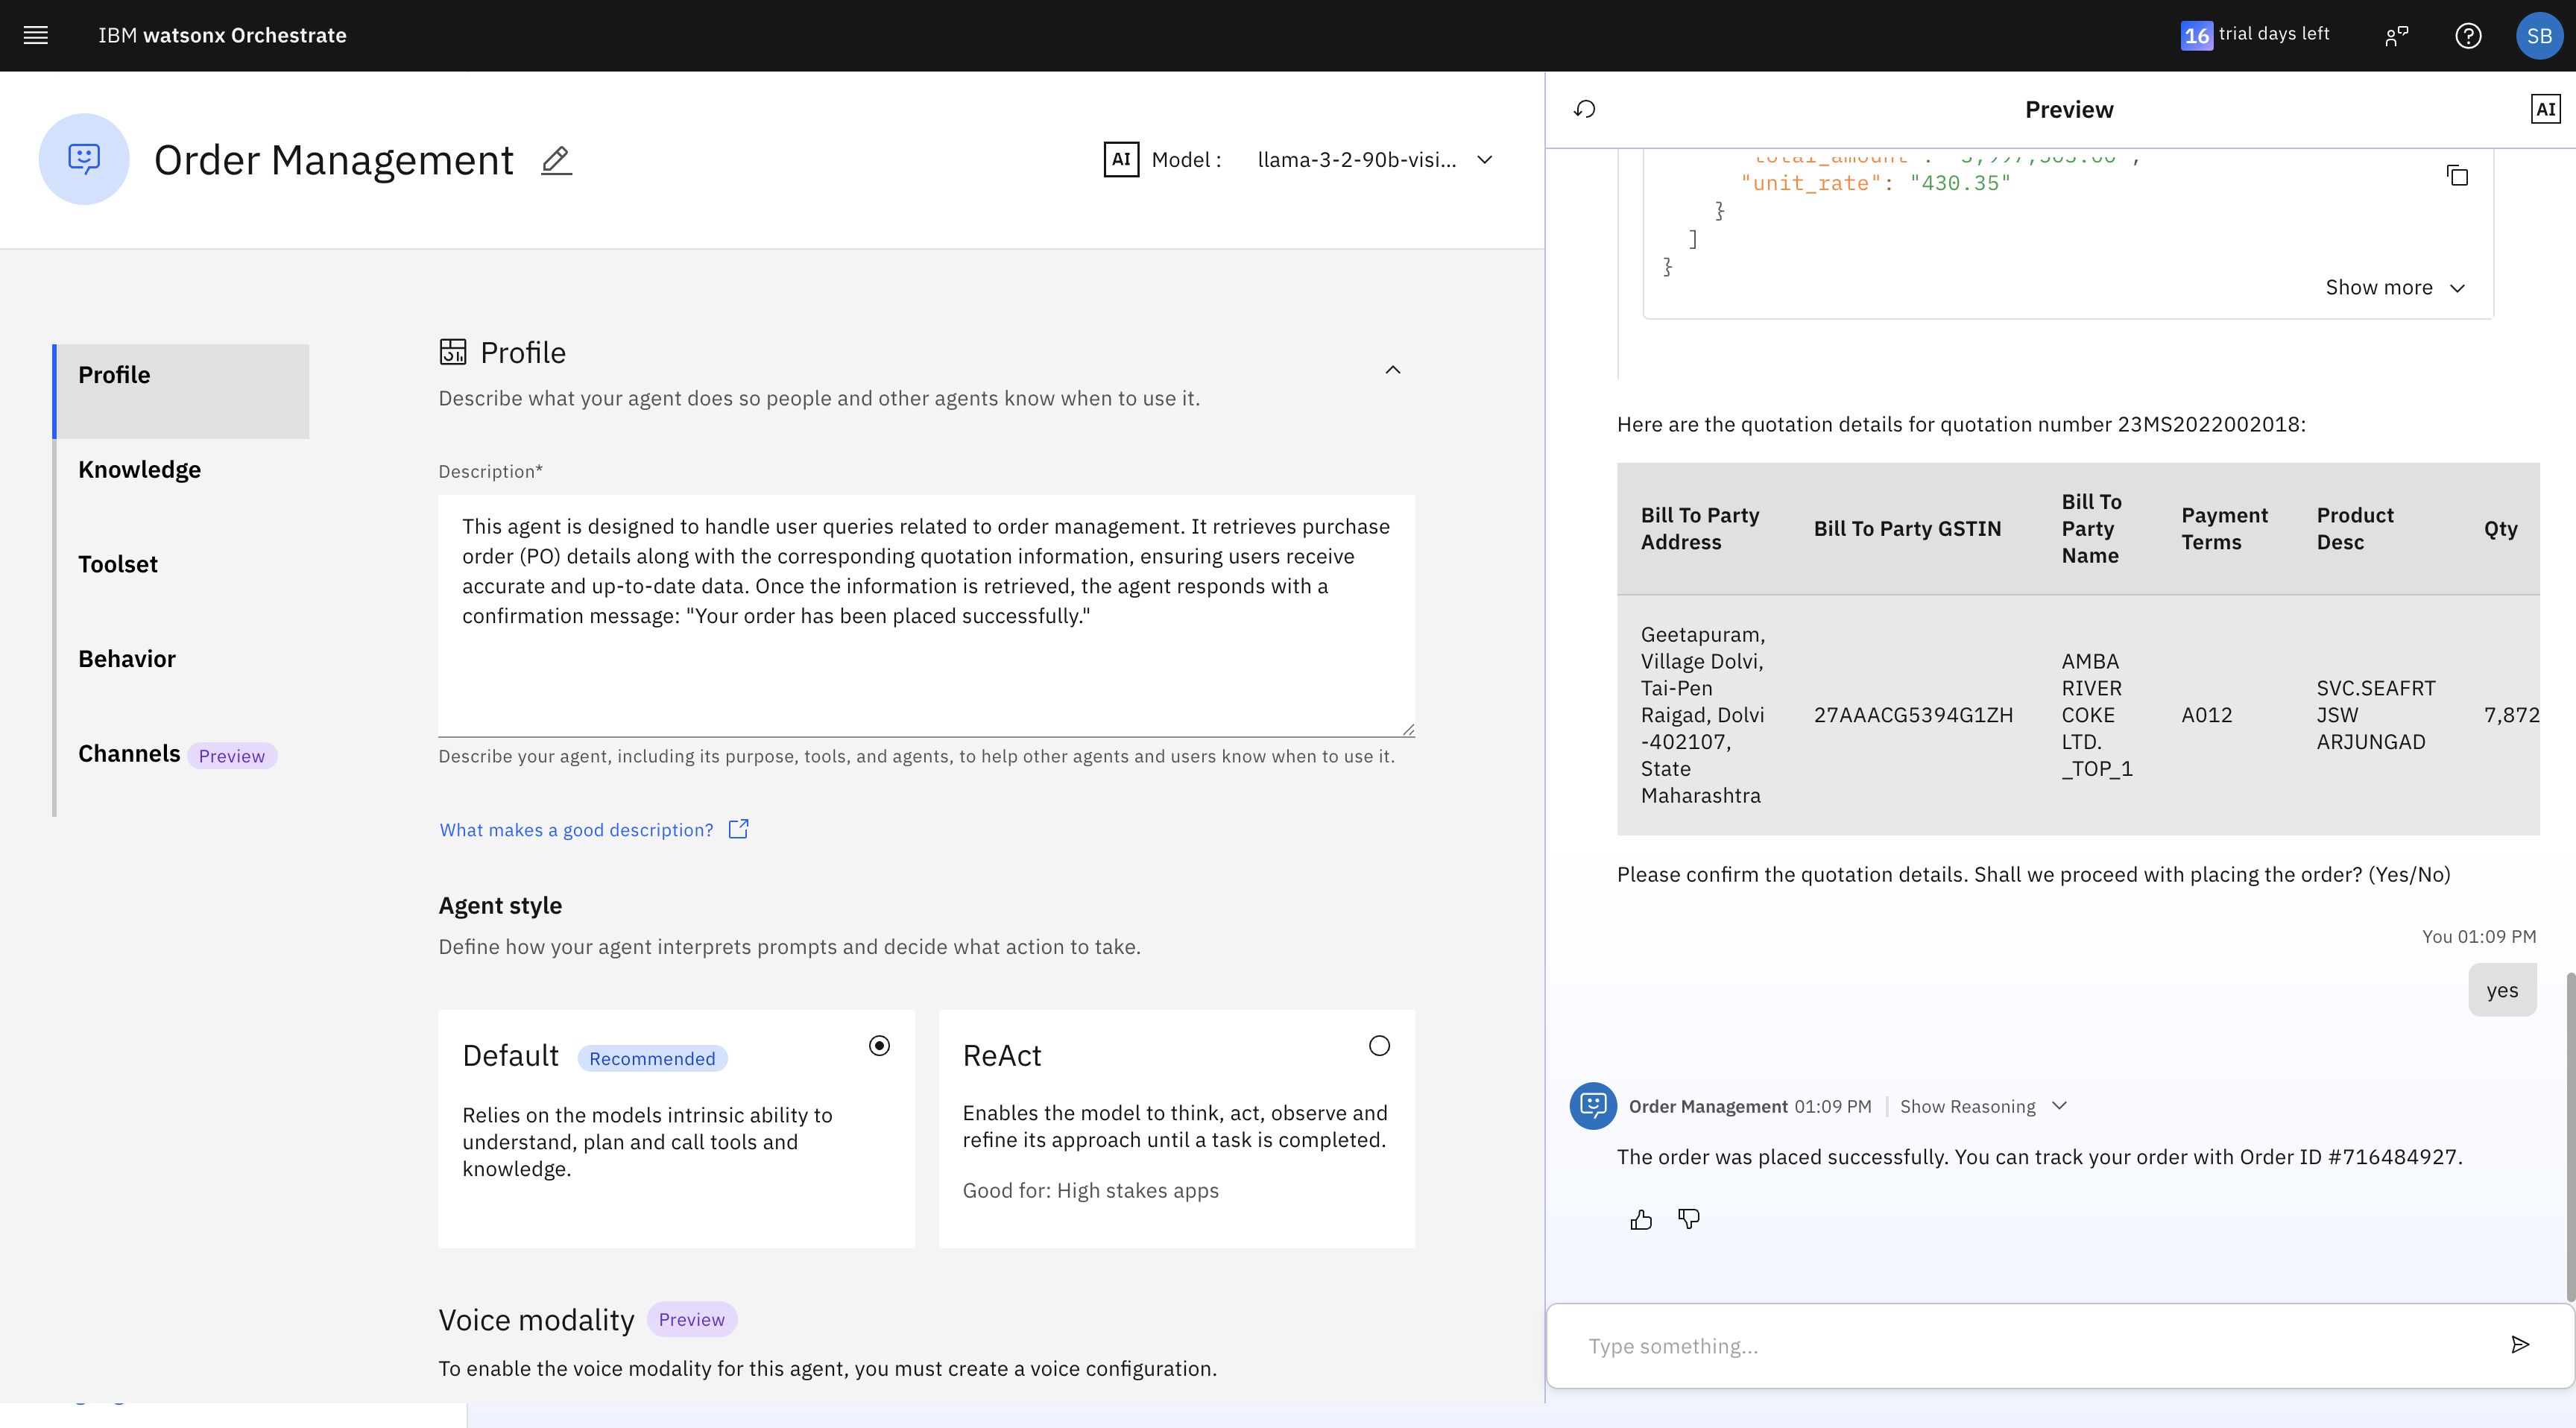 IBM watsonx Orchestrate
16 trial days left
SB
Order Management
AI Model :
llama-3-2-90b-visi...
Profile
Knowledge
Toolset
Behavior
Channels Preview
Profile
Describe what your agent does so people and other agents know when to use it.
Description*
This agent is designed to handle user queries related to order management. It retrieves purchase
order (PO) details along with the corresponding quotation information, ensuring users receive
accurate and up-to-date data. Once the information is retrieved, the agent responds with a
confirmation message: "Your order has been placed successfully."
Describe your agent, including its purpose, tools, and agents, to help other agents and users know when to use it.
What makes a good description?
Agent style
Define how your agent interprets prompts and decide what action to take.
Default Recommended
Relies on the models intrinsic ability to
understand, plan and call tools and
knowledge.
ReAct
Enables the model to think, act, observe and
refine its approach until a task is completed.
Good for: High stakes apps
Voice modality Preview
To enable the voice modality for this agent, you must create a voice configuration.
Preview
AI
"unit_rate": "430.35"
}
]
}
Show more
Here are the quotation details for quotation number 23MS2022002018:
Bill To Party
Address
Bill To Party GSTIN
Bill To
Party
Name
Payment
Terms
Product
Desc
Qty
Geetapuram,
Village Dolvi,
Tai-Pen
Raigad, Dolvi
-402107,
State
Maharashtra
27AAACG5394G1ZH
AMBA
RIVER
COKE
LTD.
_TOP_1
A012
SVC.SEAFRT
JSW
ARJUNGAD
7,872
Please confirm the quotation details. Shall we proceed with placing the order? (Yes/No)
You 01:09 PM
yes
Order Management 01:09 PM | Show Reasoning
The order was placed successfully. You can track your order with Order ID #716484927.
Type something...